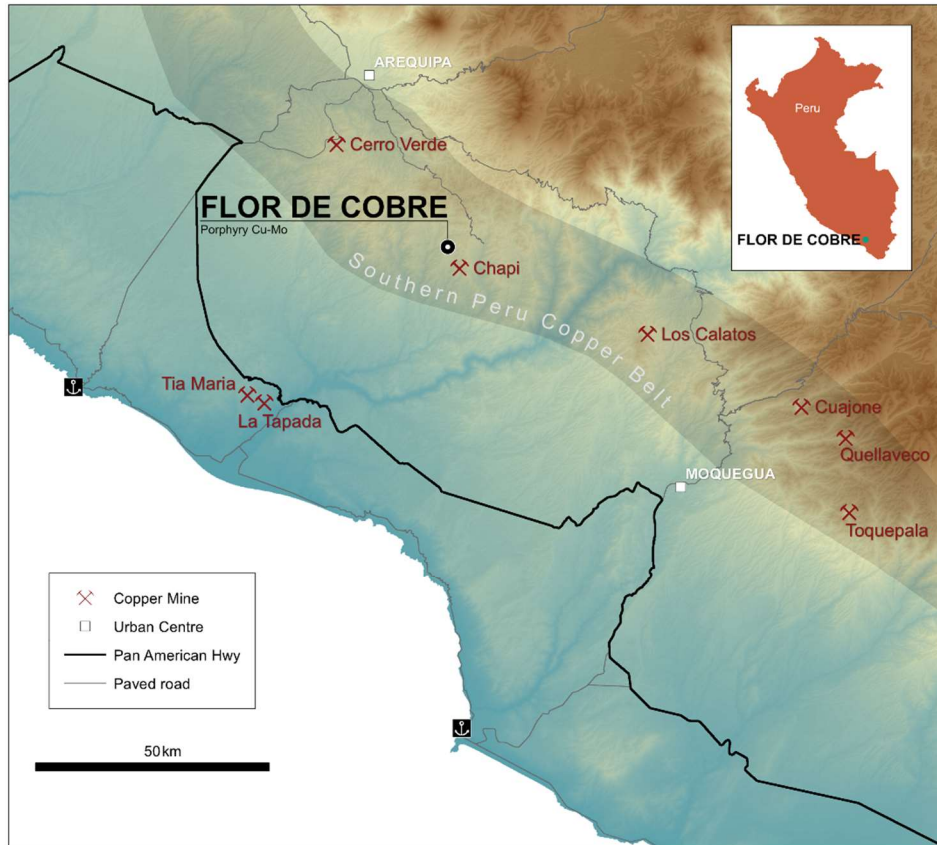 AREQUIPA
Cerro Verde
FLOR DE COBRE
Porphyry Cu-Mo
Chapi
Southern Peru Copper Belt
Los Calatos
Tia Maria
La Tapada
Cuajone
Quellaveco
MOQUEGUA
Toquepala
Peru
FLOR DE COBRE
Copper Mine
Urban Centre
Pan American Hwy
Paved road
50km